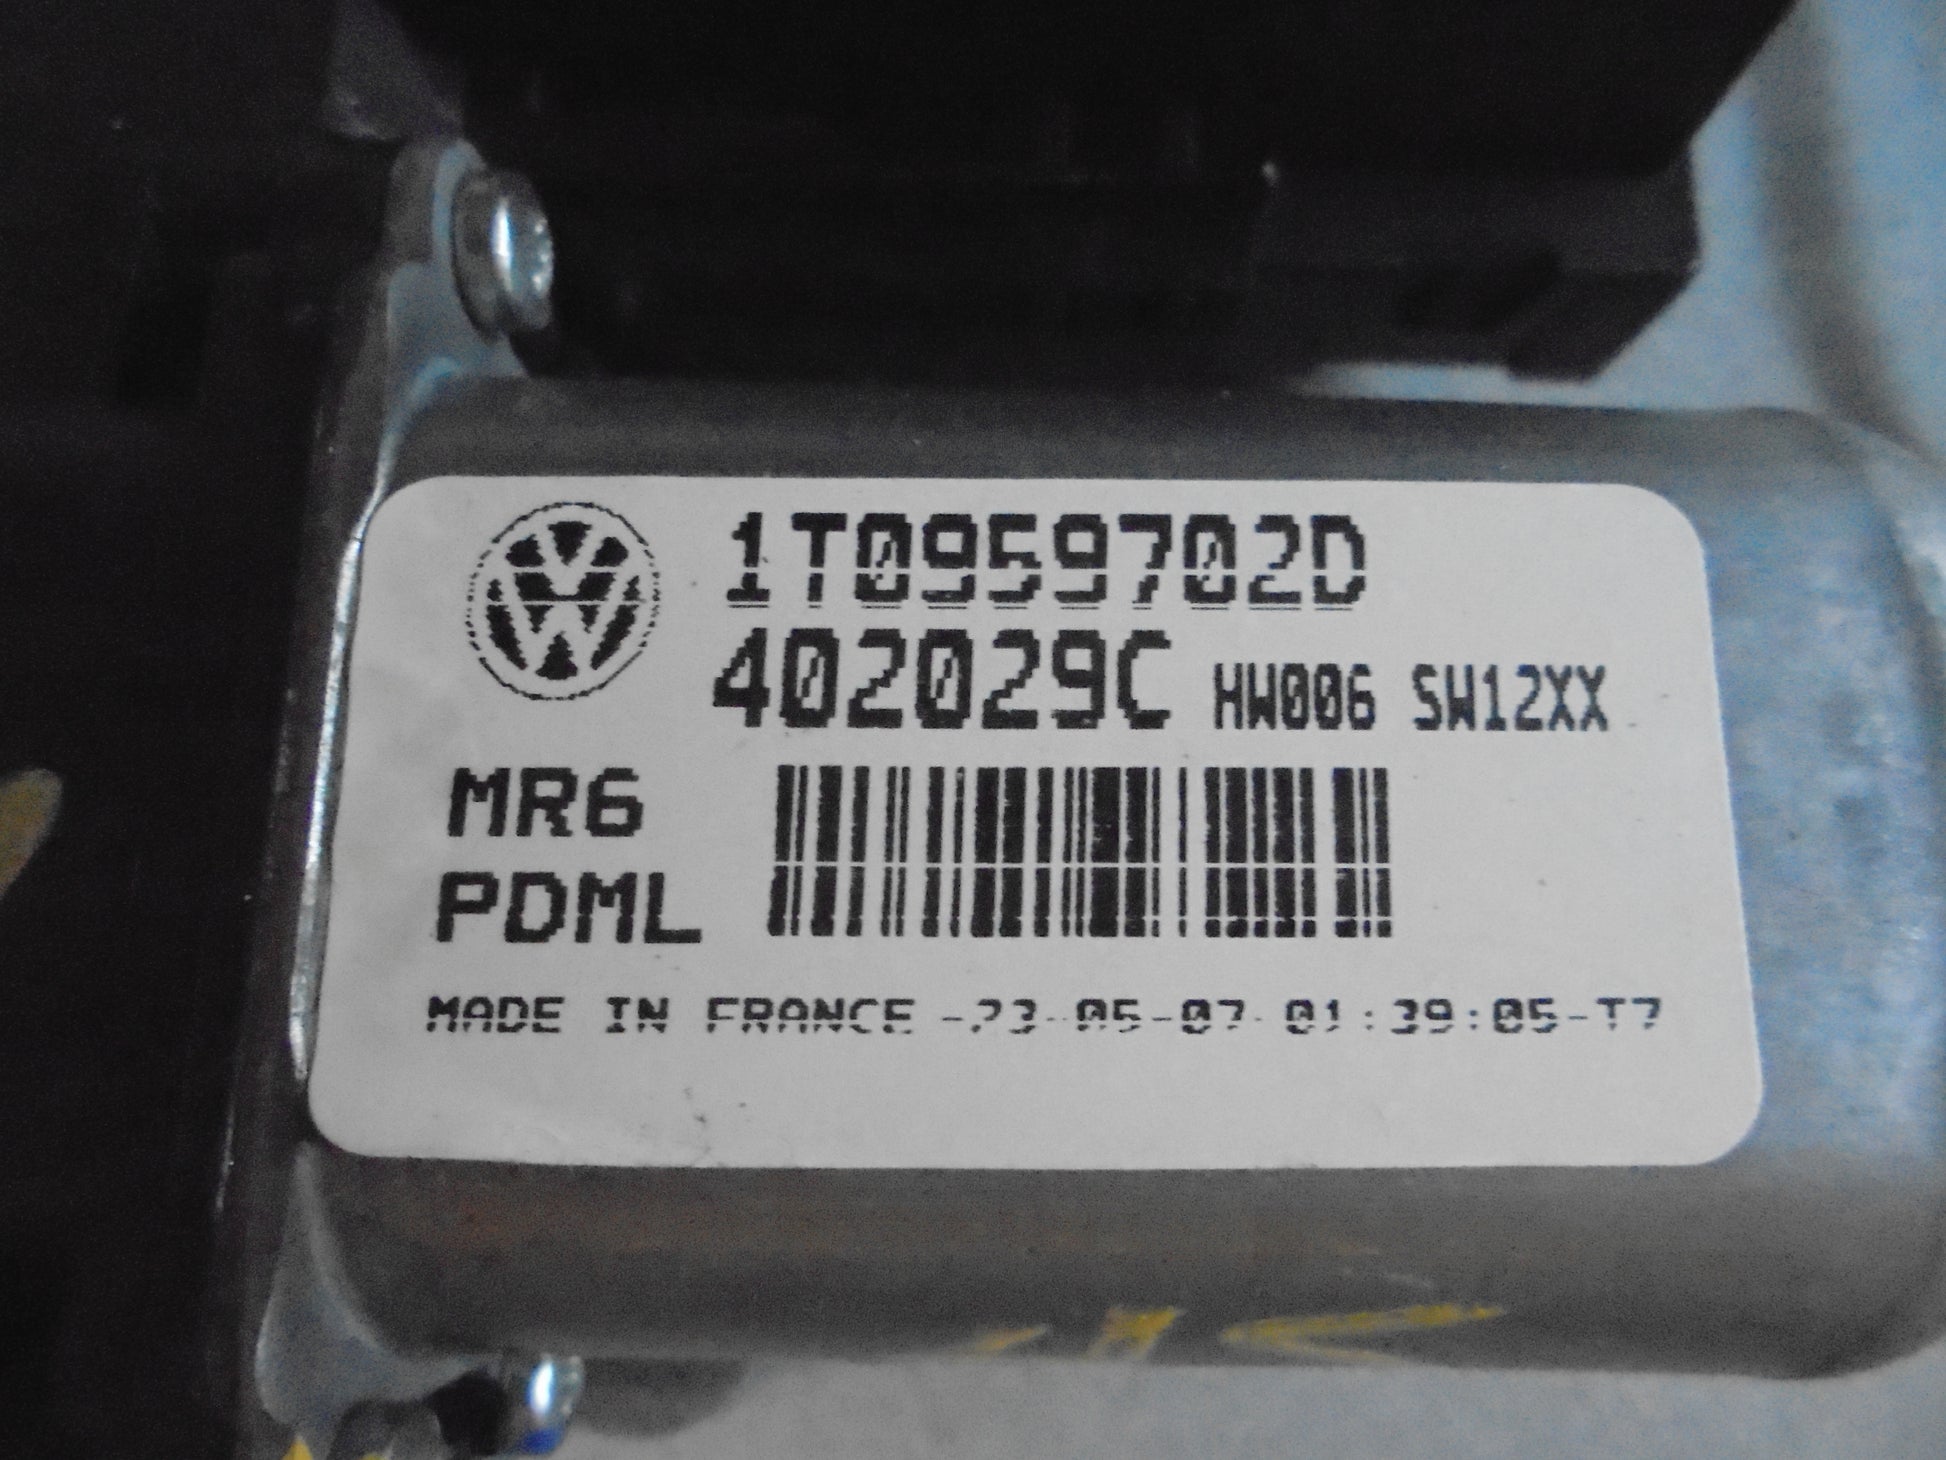 1T0959702D
402029C HW006 SW12XX
MR6
PDML
MADE IN FRANCE -23-05-07 01:39:05-T7